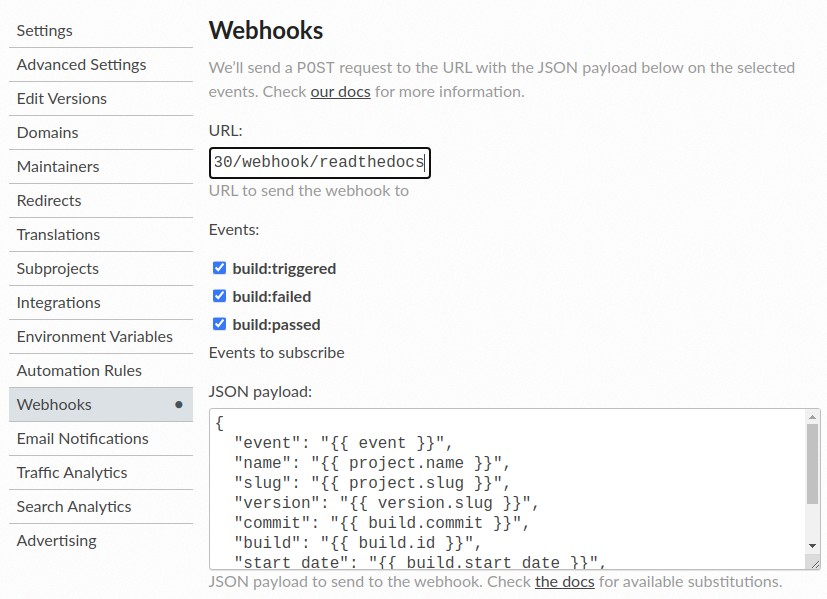 Settings
Advanced Settings
Edit Versions
Domains
Maintainers
Redirects
Translations
Subprojects
Integrations
Environment Variables
Automation Rules
Webhooks
Email Notifications
Traffic Analytics
Search Analytics
Advertising
Webhooks
We'll send a POST request to the URL with the JSON payload below on the selected
events. Check our docs for more information.
URL:
30/webhook/readthedocs
URL to send the webhook to
Events:
build:triggered
build:failed
build:passed
Events to subscribe
JSON payload:
{
"event": "{{ event }}",
"name": "{{ project.name }}",
"slug": "{{ project.slug }}",
"version": "{{ version.slug }}",
"commit": "{{ build.commit }}",
"build": "{{ build.id }}",
"start_date": "{{ build.start_date }}",
JSON payload to send to the webhook. Check the docs for available substitutions.